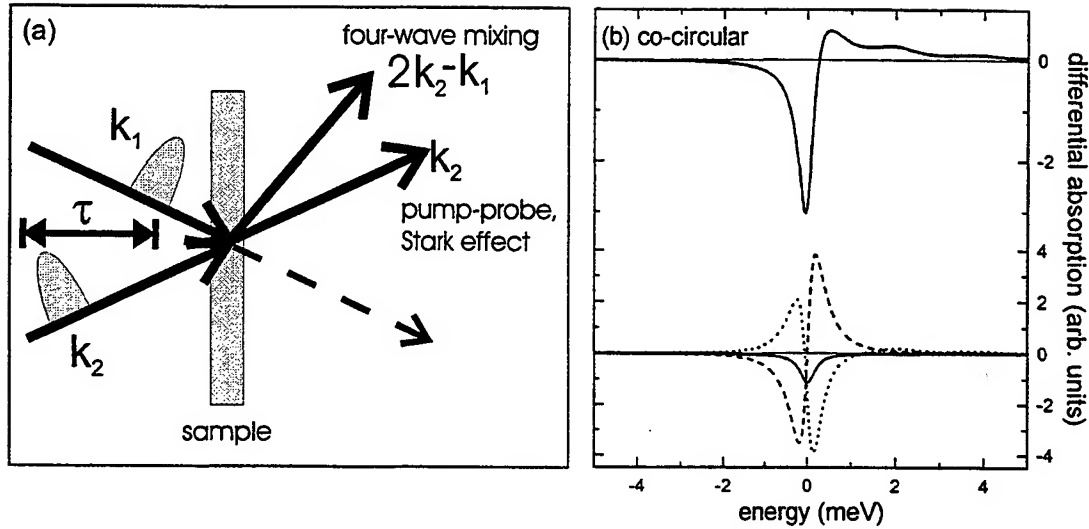 (a)
four-wave mixing
2k₂-k₁
k₁
k₂
τ
pump-probe,
Stark effect
k₂
sample
(b) co-circular
0
-2
4
2
0
-2
-4
differential absorption (arb. units)
-4 -2 0 2 4
energy (meV)